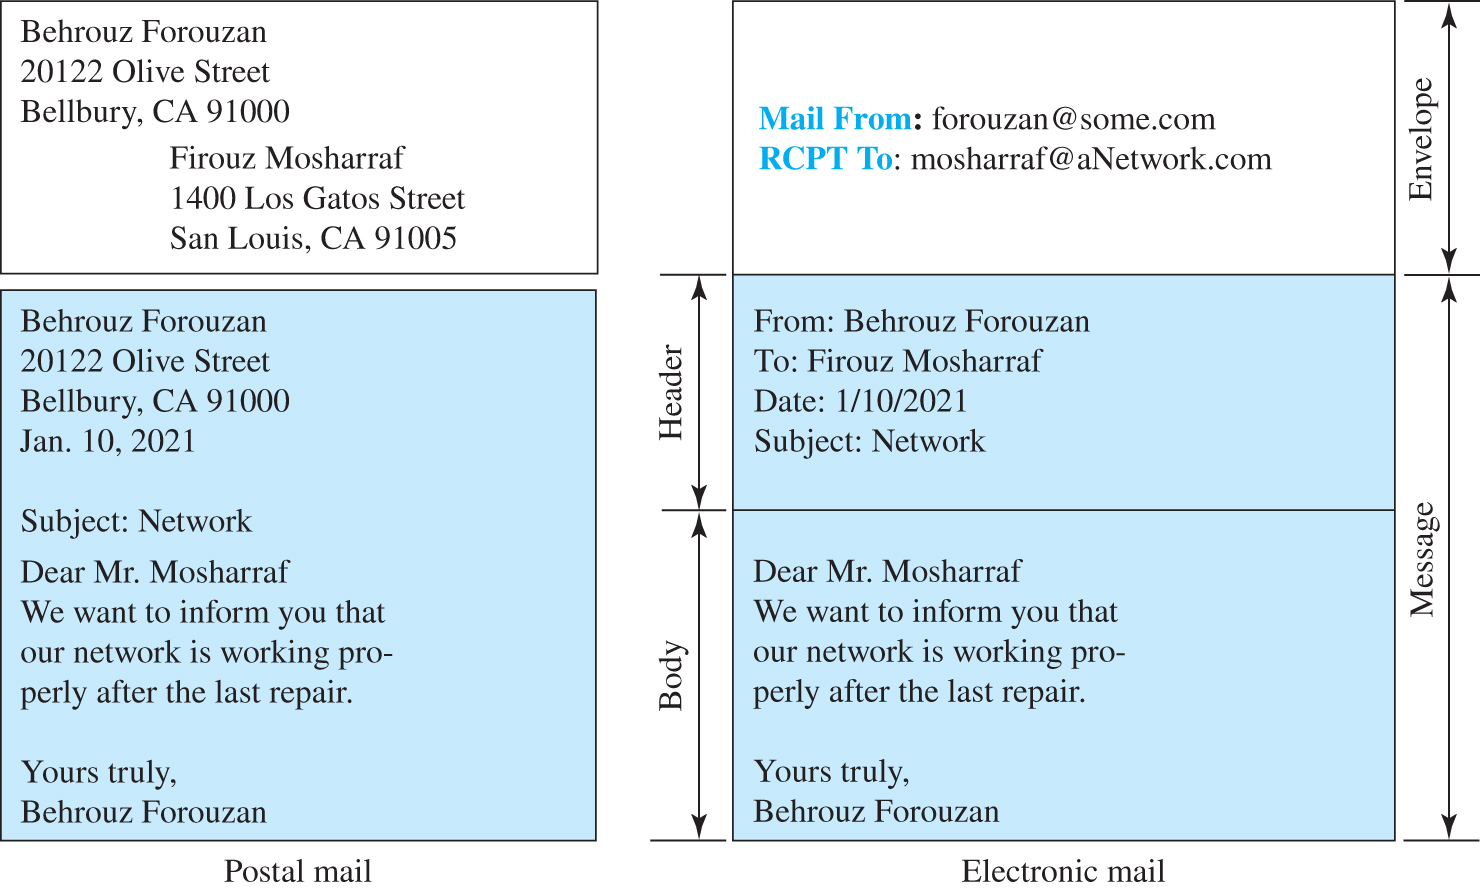 Behrouz Forouzan
20122 Olive Street
Bellbury, CA 91000
Firouz Mosharraf
1400 Los Gatos Street
San Louis, CA 91005
Behrouz Forouzan
20122 Olive Street
Bellbury, CA 91000
Jan. 10, 2021
Subject: Network
Dear Mr. Mosharraf
We want to inform you that
our network is working pro-
perly after the last repair.
Yours truly,
Behrouz Forouzan
Postal mail
Mail From: forouzan@some.com
RCPT To: mosharraf@aNetwork.com
Envelope
Header
From: Behrouz Forouzan
To: Firouz Mosharraf
Date: 1/10/2021
Subject: Network
Body
Dear Mr. Mosharraf
We want to inform you that
our network is working pro-
perly after the last repair.
Yours truly,
Behrouz Forouzan
Message
Electronic mail